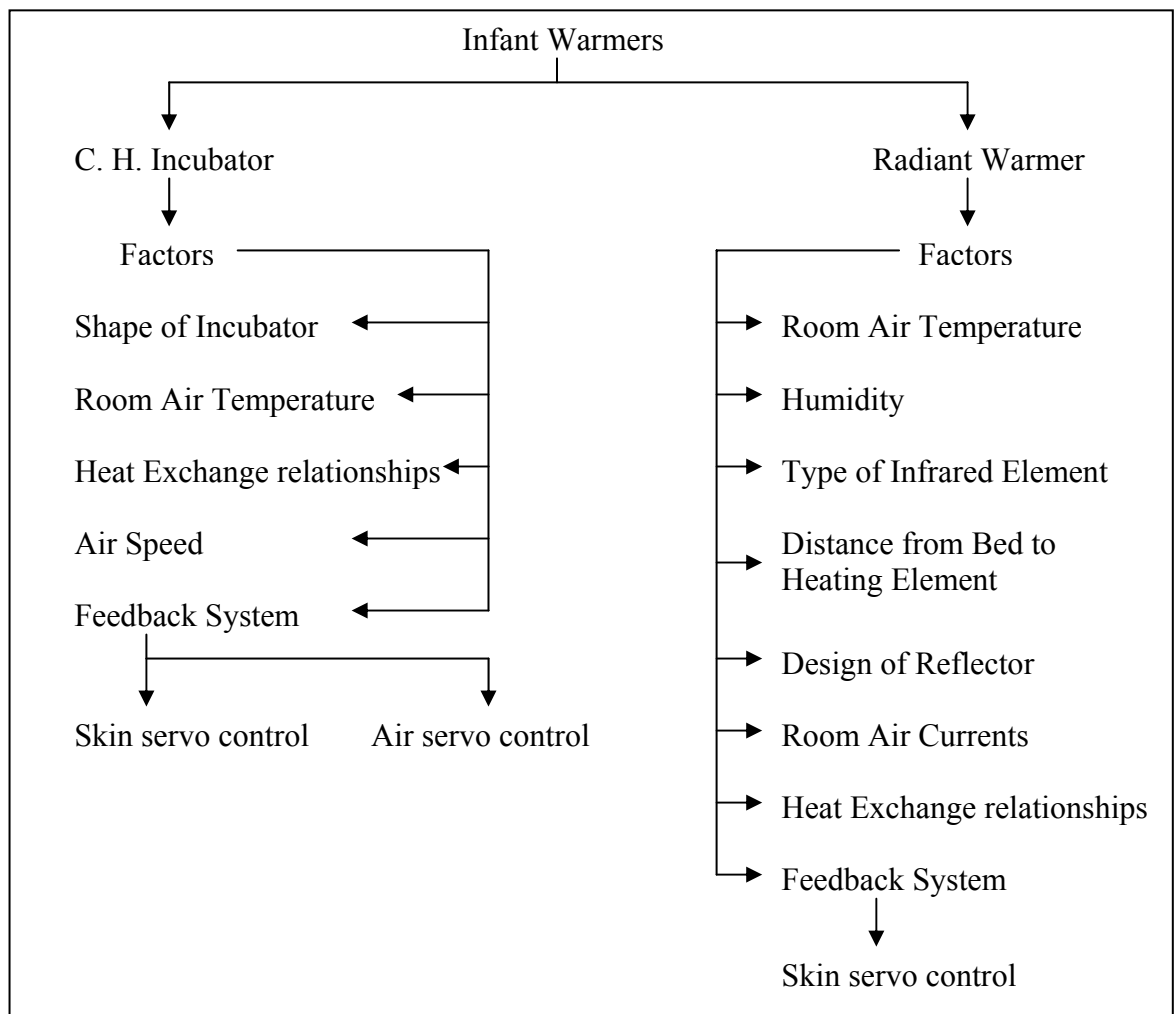 Infant Warmers
C. H. Incubator
Radiant Warmer
Factors
Shape of Incubator
Room Air Temperature
Heat Exchange relationships
Air Speed
Feedback System
Skin servo control
Air servo control
Factors
Room Air Temperature
Humidity
Type of Infrared Element
Distance from Bed to
Heating Element
Design of Reflector
Room Air Currents
Heat Exchange relationships
Feedback System
Skin servo control